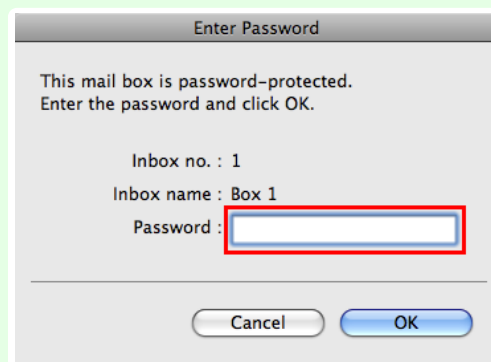 Enter Password
This mail box is password-protected.
Enter the password and click OK.
Inbox no. : 1
Inbox name : Box 1
Password :
Cancel OK